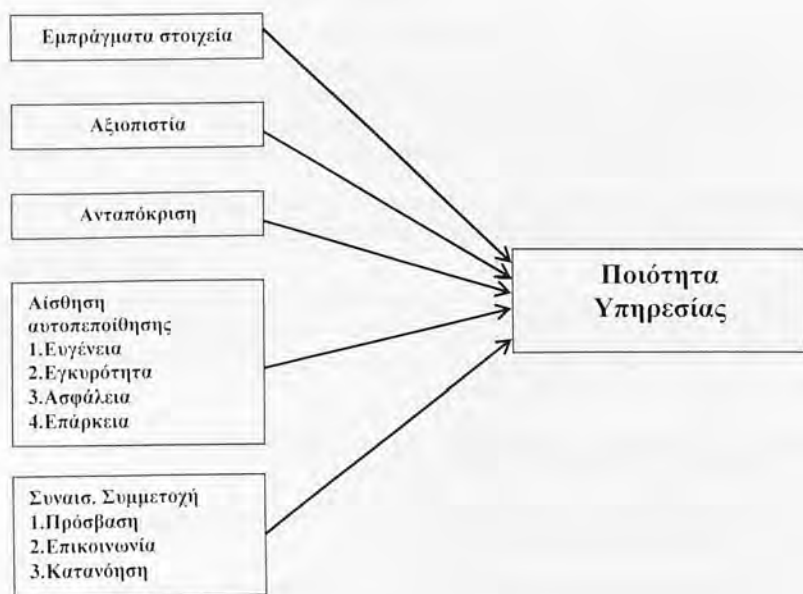 Εμπράγματα στοιχεία
Αξιοπιστία
Ανταπόκριση
Αίσθηση
αυτοπεποίθησης
1.Ευγένεια
2.Εγκυρότητα
3.Ασφάλεια
4.Επάρκεια
Συναισ. Συμμετοχή
1.Πρόσβαση
2.Επικοινωνία
3.Κατανόηση
Ποιότητα
Υπηρεσίας